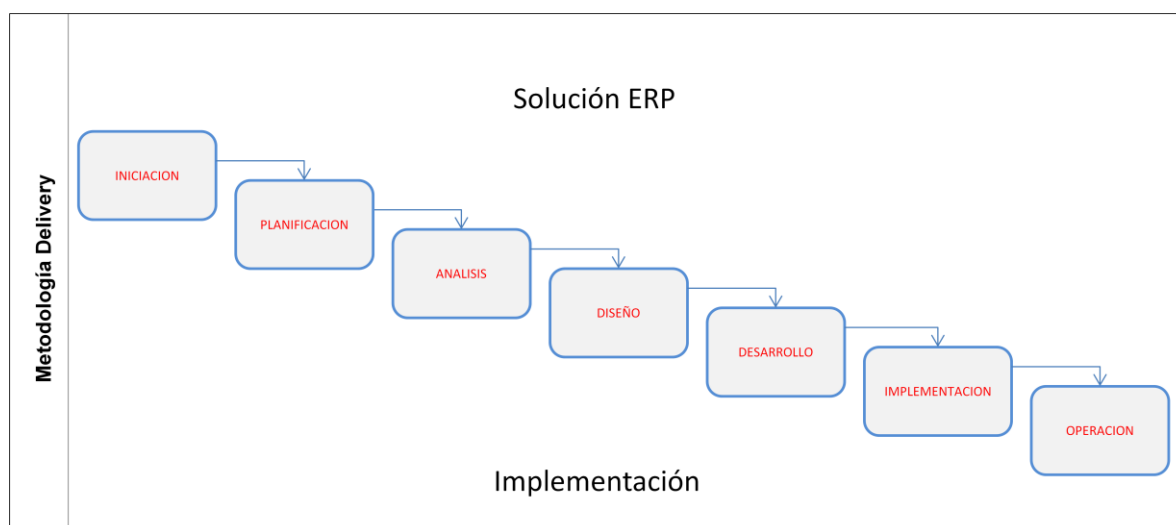 Metodología Delivery
Solución ERP
INICIACION
PLANIFICACION
ANALISIS
DISEÑO
DESARROLLO
IMPLEMENTACION
OPERACION
Implementación